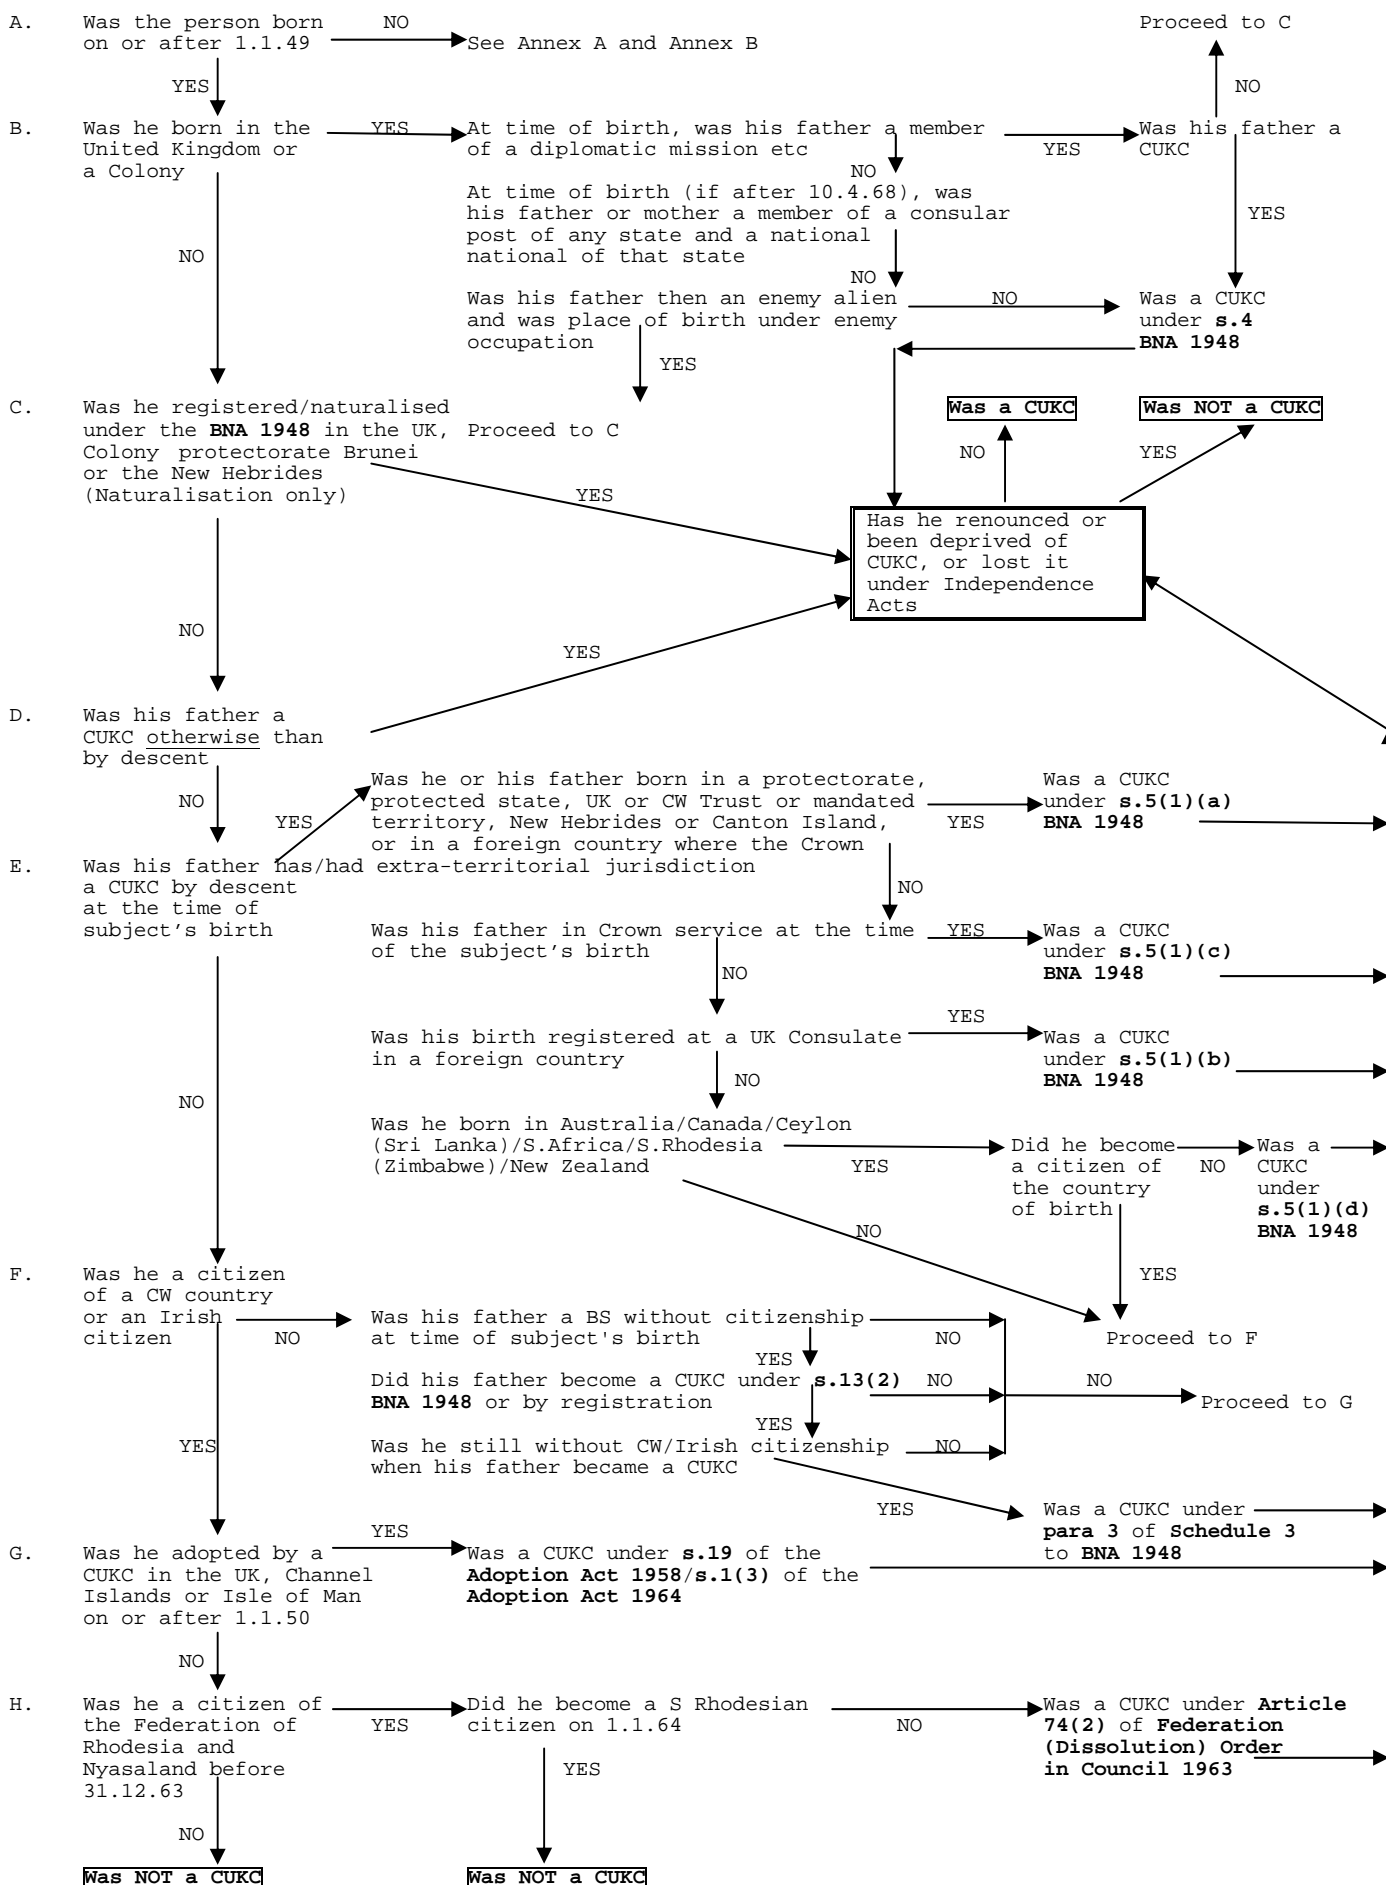 A. Was the person born NO Proceed to C
on or after 1.1.49 See Annex A and Annex B
YES NO
B. Was he born in the YES At time of birth, was his father a member Was his father a
United Kingdom or of a diplomatic mission etc YES CUKC
a Colony NO
At time of birth (if after 10.4.68), was
his father or mother a member of a consular YES
post of any state and a national
NO national of that state
NO
Was his father then an enemy alien NO Was a CUKC
and was place of birth under enemy under s.4
occupation BNA 1948
YES
C. Was he registered/naturalised Was a CUKC Was NOT a CUKC
under the BNA 1948 in the UK, Proceed to C
Colony protectorate Brunei NO YES
or the New Hebrides
(Naturalisation only) YES
Has he renounced or
been deprived of
CUKC, or lost it
under Independence
Acts
NO
YES
D. Was his father a
CUKC otherwise than
by descent
Was he or his father born in a protectorate, Was a CUKC
NO protected state, UK or CW Trust or mandated under s.5(1)(a)
YES territory, New Hebrides or Canton Island, YES BNA 1948
or in a foreign country where the Crown
E. Was his father has/had extra-territorial jurisdiction
a CUKC by descent NO
at the time of
subject's birth Was his father in Crown service at the time YES Was a CUKC
of the subject's birth under s.5(1)(c)
NO BNA 1948
YES
Was his birth registered at a UK Consulate Was a CUKC
in a foreign country under s.5(1)(b)
NO BNA 1948
NO
Was he born in Australia/Canada/Ceylon
(Sri Lanka)/S.Africa/S.Rhodesia Did he become Was a
(Zimbabwe)/New Zealand YES a citizen of NO CUKC
the country under
of birth s.5(1)(d)
NO BNA 1948
F. Was he a citizen YES
of a CW country
or an Irish Was his father a BS without citizenship
citizen NO at time of subject's birth NO Proceed to F
YES
Did his father become a CUKC under s.13(2) NO NO
BNA 1948 or by registration Proceed to G
YES
YES Was he still without CW/Irish citizenship NO
when his father became a CUKC
YES Was a CUKC under
YES para 3 of Schedule 3
G. Was he adopted by a Was a CUKC under s.19 of the to BNA 1948
CUKC in the UK, Channel Adoption Act 1958/s.1(3) of the
Islands or Isle of Man Adoption Act 1964
on or after 1.1.50
NO
H. Was he a citizen of Did he become a S Rhodesian Was a CUKC under Article
the Federation of YES citizen on 1.1.64 NO 74(2) of Federation
Rhodesia and (Dissolution) Order
Nyasaland before YES in Council 1963
31.12.63
NO
Was NOT a CUKC Was NOT a CUKC